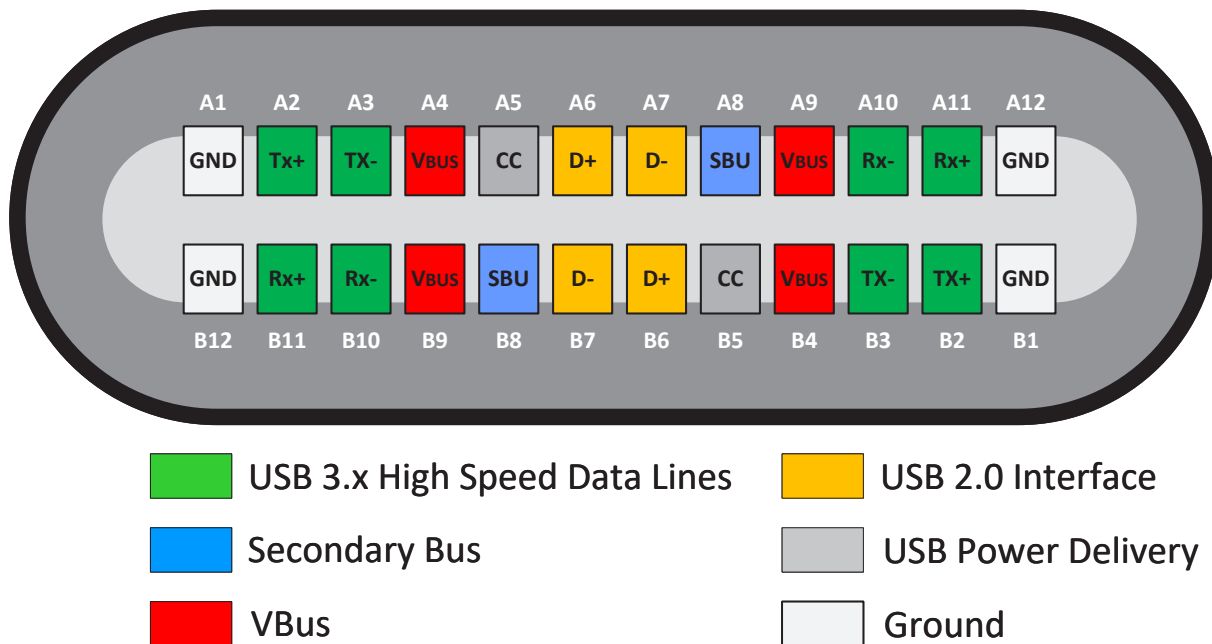 A1 A2 A3 A4 A5 A6 A7 A8 A9 A10 A11 A12
GND Tx+ TX- VBUS CC D+ D- SBU VBUS Rx- Rx+ GND
GND Rx+ Rx- VBUS SBU D- D+ CC VBUS TX- TX+ GND
B12 B11 B10 B9 B8 B7 B6 B5 B4 B3 B2 B1
USB 3.x High Speed Data Lines
USB 2.0 Interface
Secondary Bus
USB Power Delivery
VBus
Ground